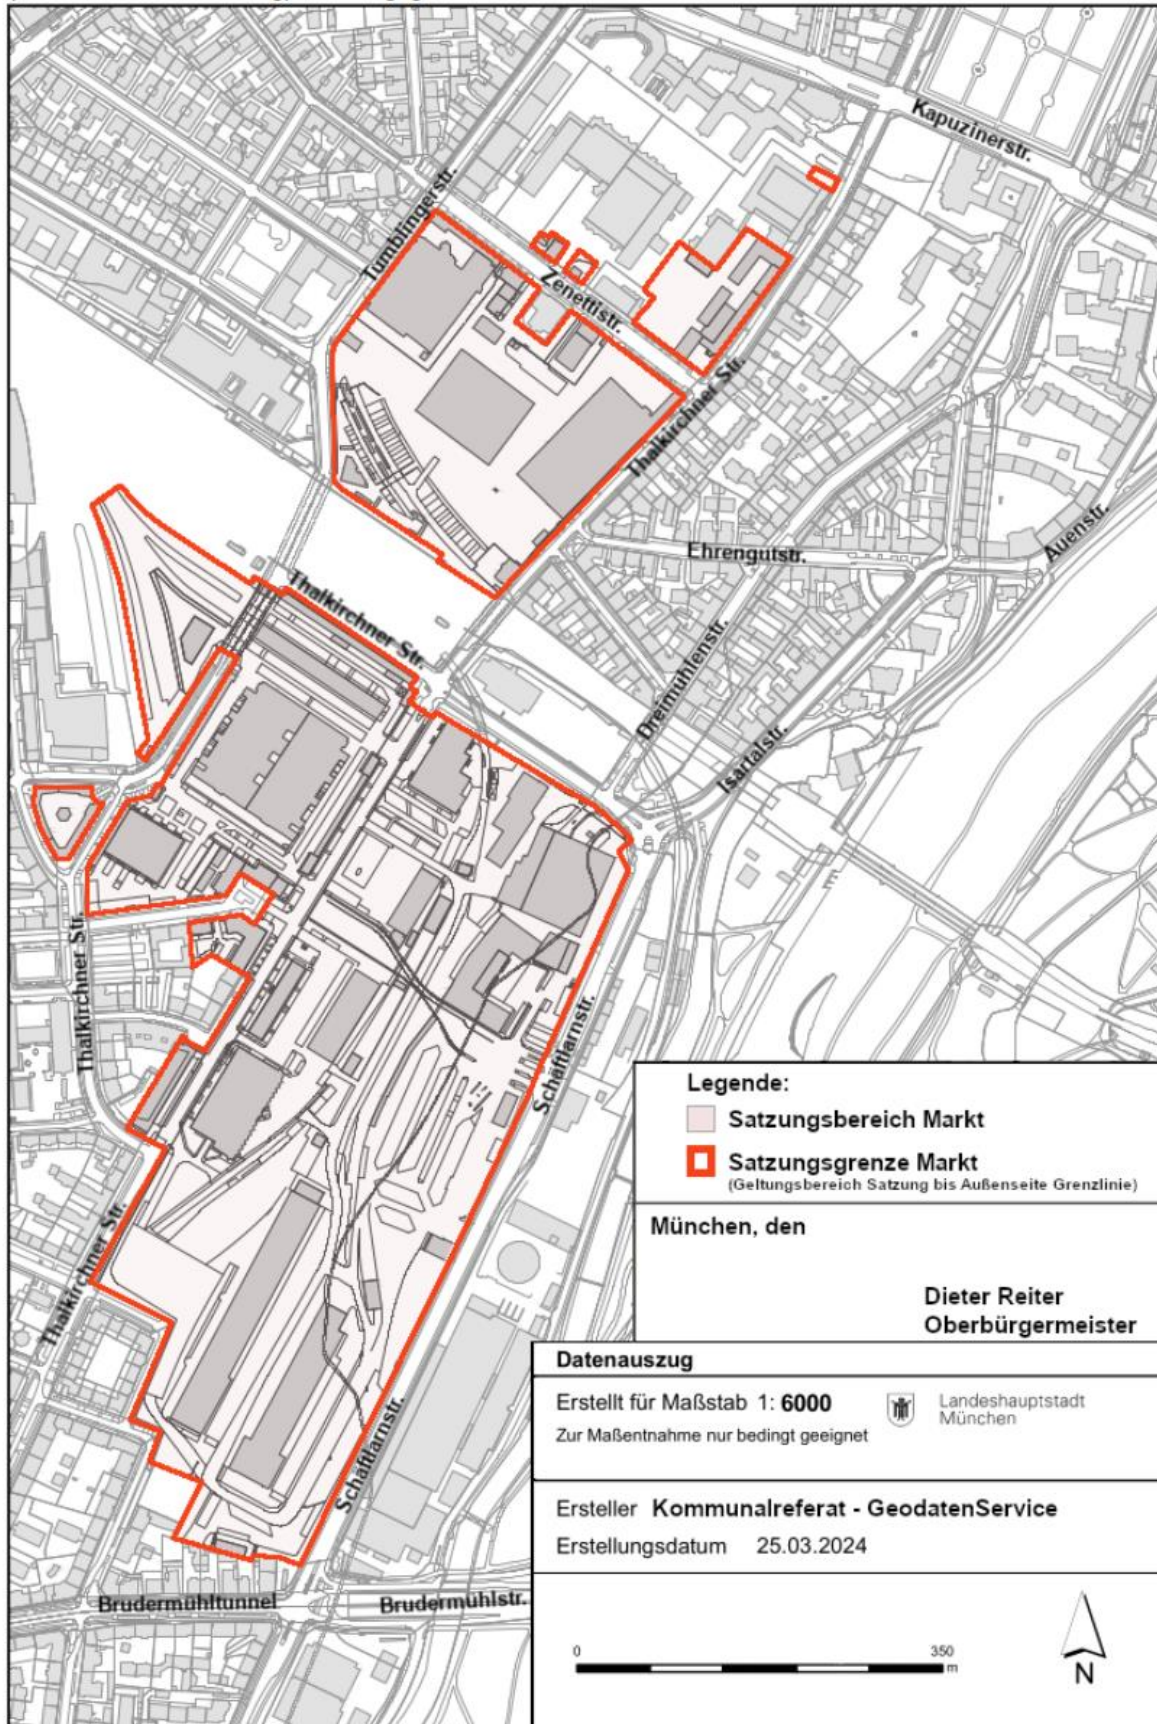 Kapuzinerstr.
Tumblingerstr.
Zenettistr.
Thalkirchner Str.
Ehrengutstr.
Auenstr.
Thalkirchner Str.
Dreimühlenstr.
Isartalstr.
Thalkirchner Str.
Schäftlarnstr.
Legende:
Satzungsbereich Markt
Satzungsgrenze Markt
(Geltungsbereich Satzung bis Außenseite Grenzlinie)
München, den
Dieter Reiter
Oberbürgermeister
Thalkirchner Str.
Schäftlarnstr.
Datenauszug
Erstellt für Maßstab 1: 6000
Landeshauptstadt
München
Zur Maßentnahme nur bedingt geeignet
Ersteller Kommunalreferat - GeodatenService
Erstellungsdatum 25.03.2024
Brudermühltunnel
Brudermühlstr.
0 350
m
N